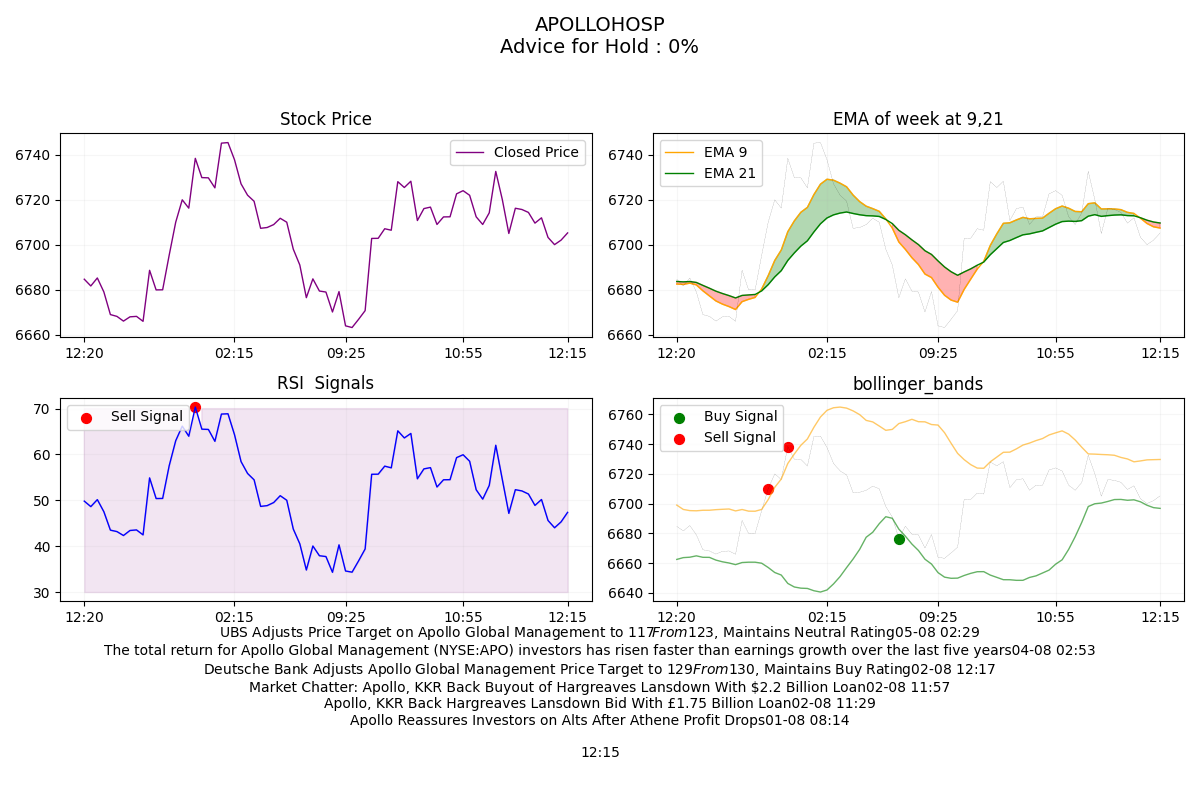 APOLLOHOSP
Advice for Hold : 0%
Stock Price
6740
6720
6700
6680
6660
Closed Price
12:20
02:15
09:25
10:55
12:15
EMA of week at 9,21
6740
6720
6700
6680
6660
EMA 9
EMA 21
12:20
02:15
09:25
10:55
12:15
RSI  Signals
70
60
50
40
30
Sell Signal
12:20
02:15
09:25
10:55
12:15
bollinger_bands
6760
6740
6720
6700
6680
6660
6640
Buy Signal
Sell Signal
12:20
02:15
09:25
10:55
12:15
UBS Adjusts Price Target on Apollo Global Management to 117From123, Maintains Neutral Rating05-08 02:29
The total return for Apollo Global Management (NYSE:APO) investors has risen faster than earnings growth over the last five years04-08 02:53
Deutsche Bank Adjusts Apollo Global Management Price Target to 129From130, Maintains Buy Rating02-08 12:17
Market Chatter: Apollo, KKR Back Buyout of Hargreaves Lansdown With $2.2 Billion Loan02-08 11:57
Apollo, KKR Back Hargreaves Lansdown Bid With £1.75 Billion Loan02-08 11:29
Apollo Reassures Investors on Alts After Athene Profit Drops01-08 08:14
12:15